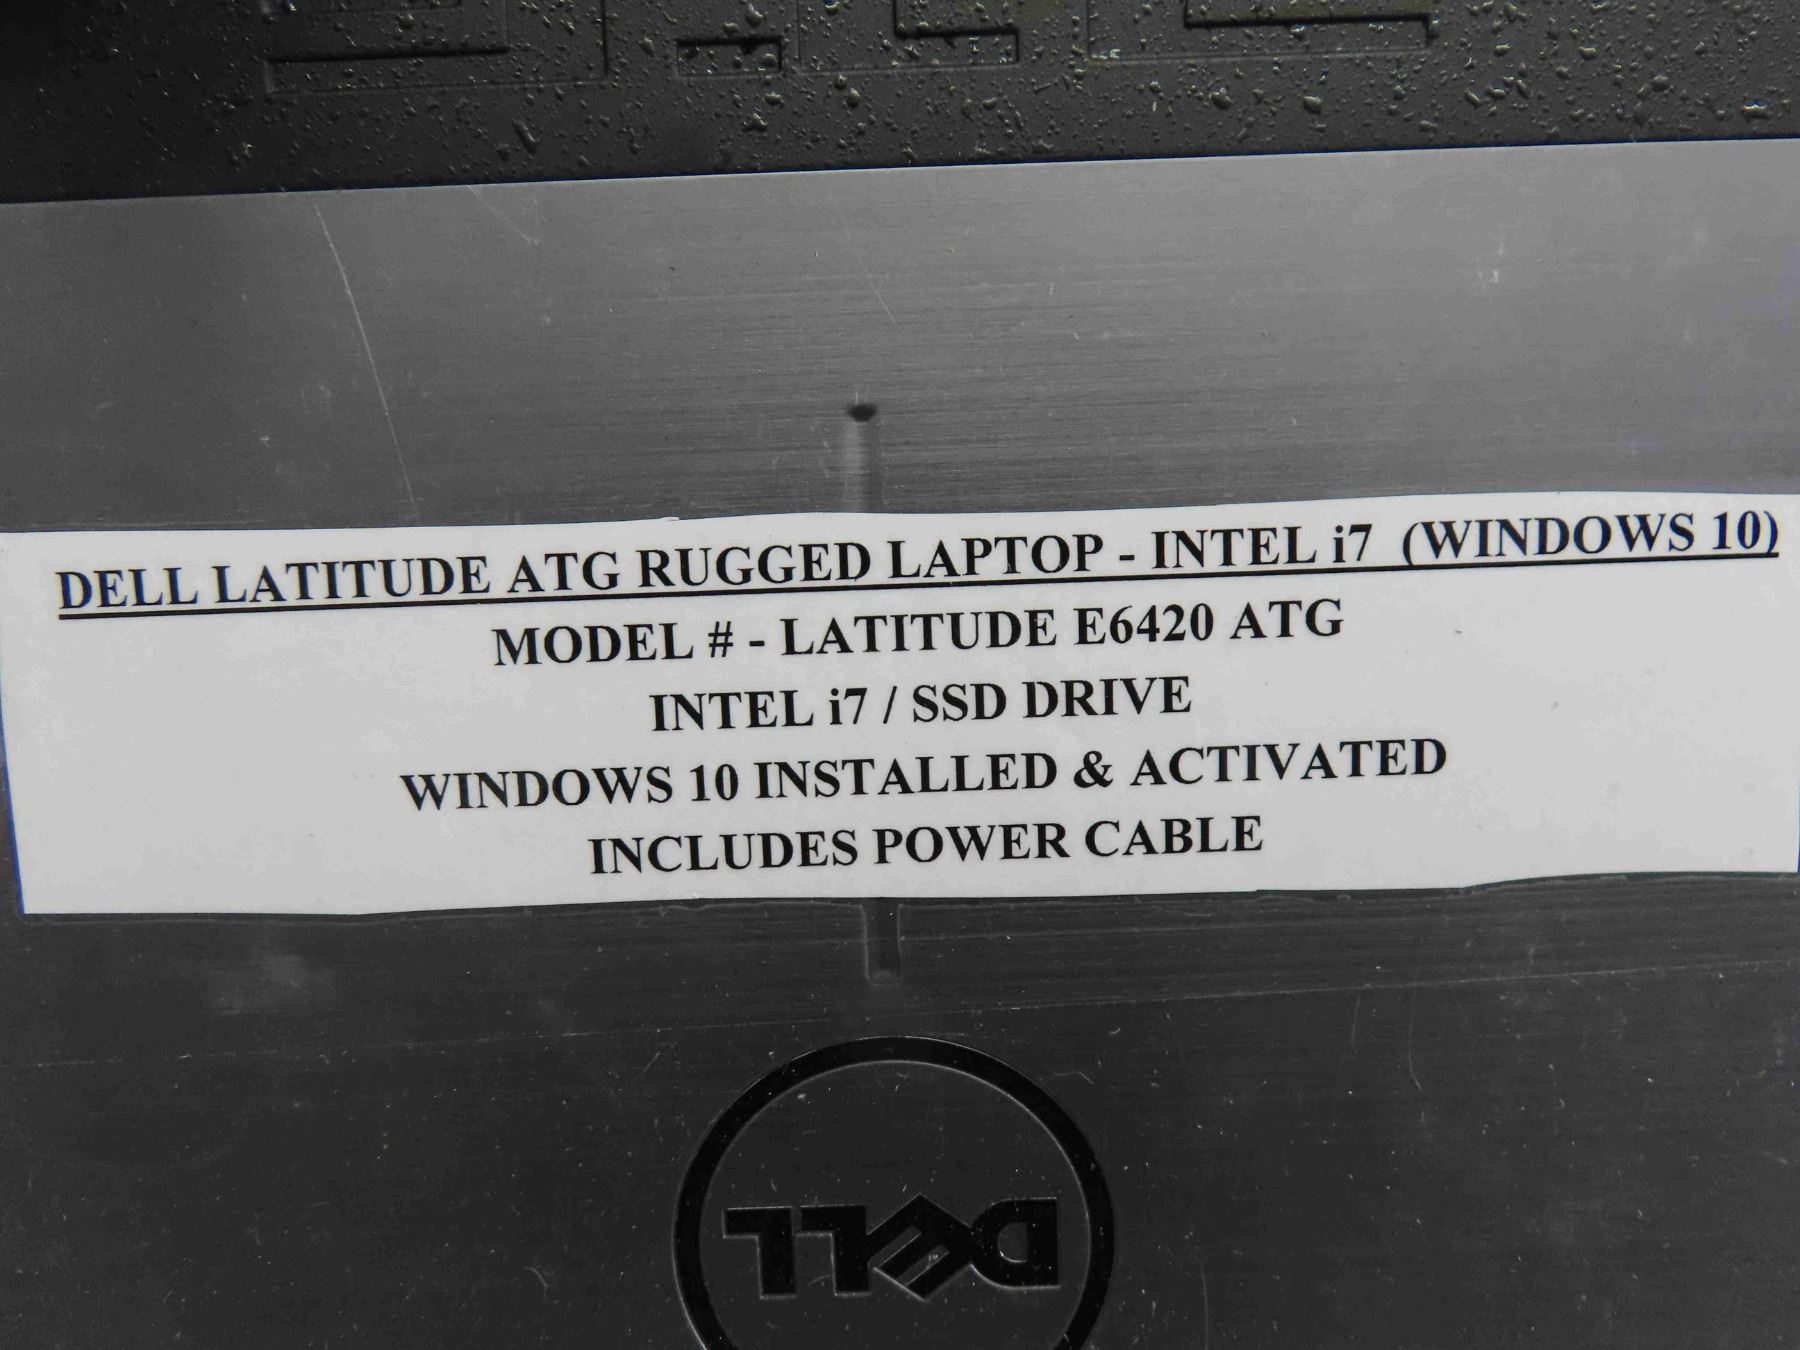 DELL LATITUDE ATG RUGGED LAPTOP - INTEL i7 (WINDOWS 10)
MODEL # - LATITUDE E6420 ATG
INTEL i7 / SSD DRIVE
WINDOWS 10 INSTALLED & ACTIVATED
INCLUDES POWER CABLE
DELL